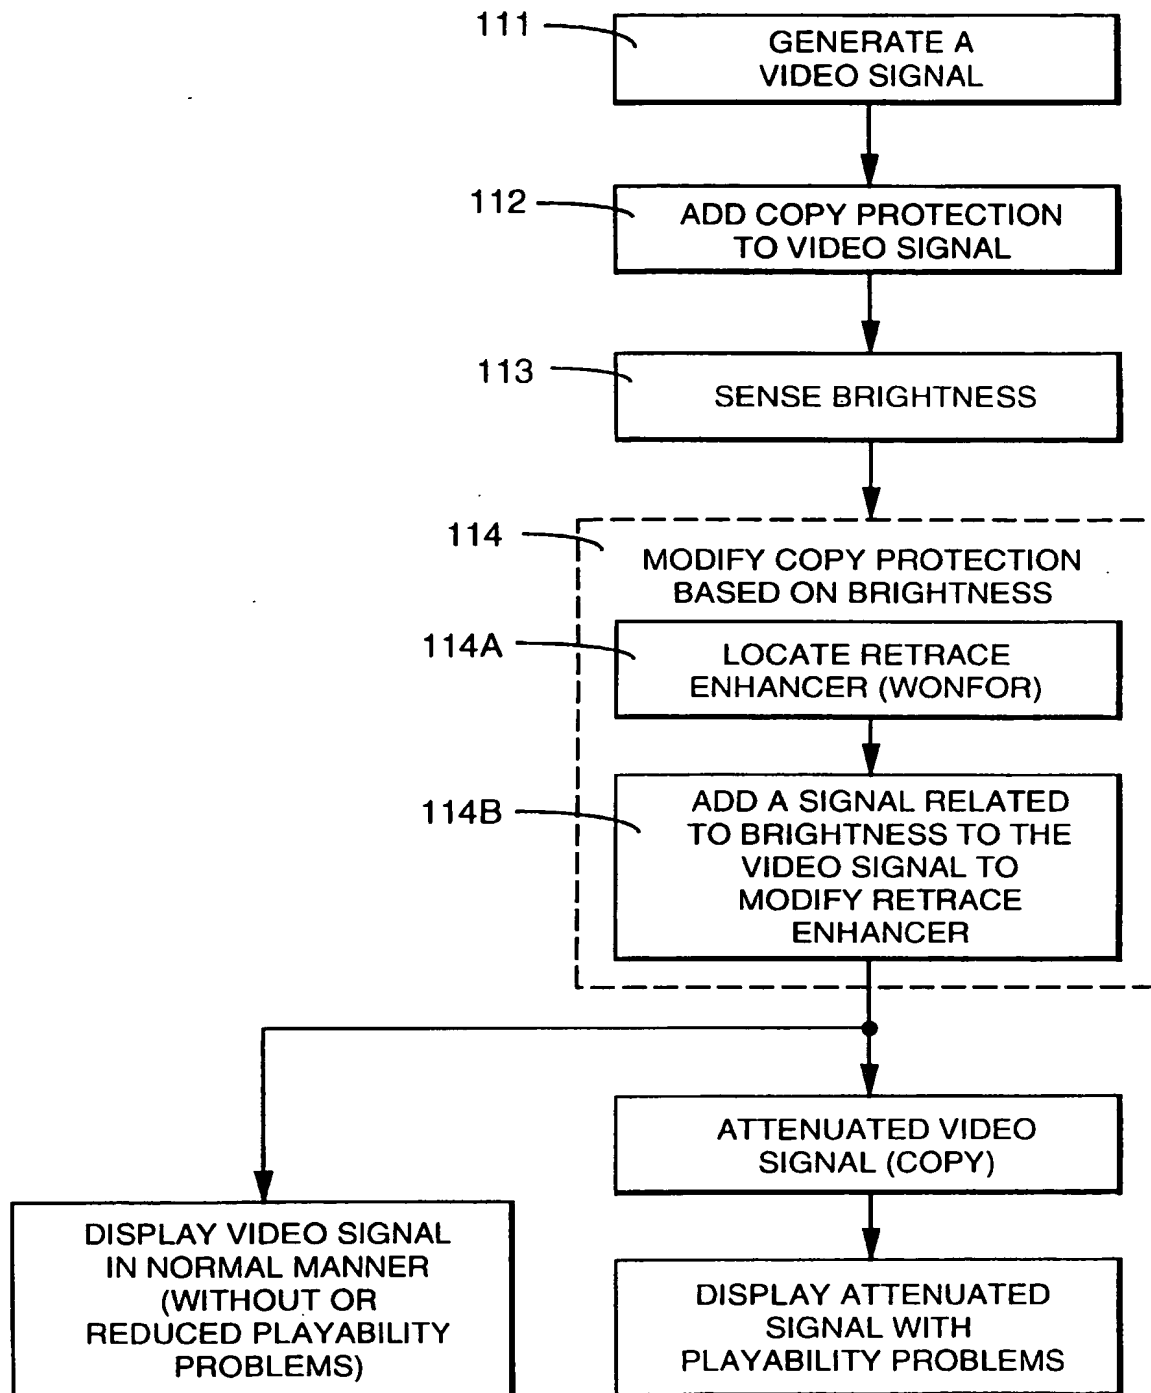 111
GENERATE A
VIDEO SIGNAL
112
ADD COPY PROTECTION
TO VIDEO SIGNAL
113
SENSE BRIGHTNESS
114
MODIFY COPY PROTECTION
BASED ON BRIGHTNESS
114A
LOCATE RETRACE
ENHANCER (WONFOR)
114B
ADD A SIGNAL RELATED
TO BRIGHTNESS TO THE
VIDEO SIGNAL TO
MODIFY RETRACE
ENHANCER
ATTENUATED VIDEO
SIGNAL (COPY)
DISPLAY VIDEO SIGNAL
IN NORMAL MANNER
(WITHOUT OR
REDUCED PLAYABILITY
PROBLEMS)
DISPLAY ATTENUATED
SIGNAL WITH
PLAYABILITY PROBLEMS